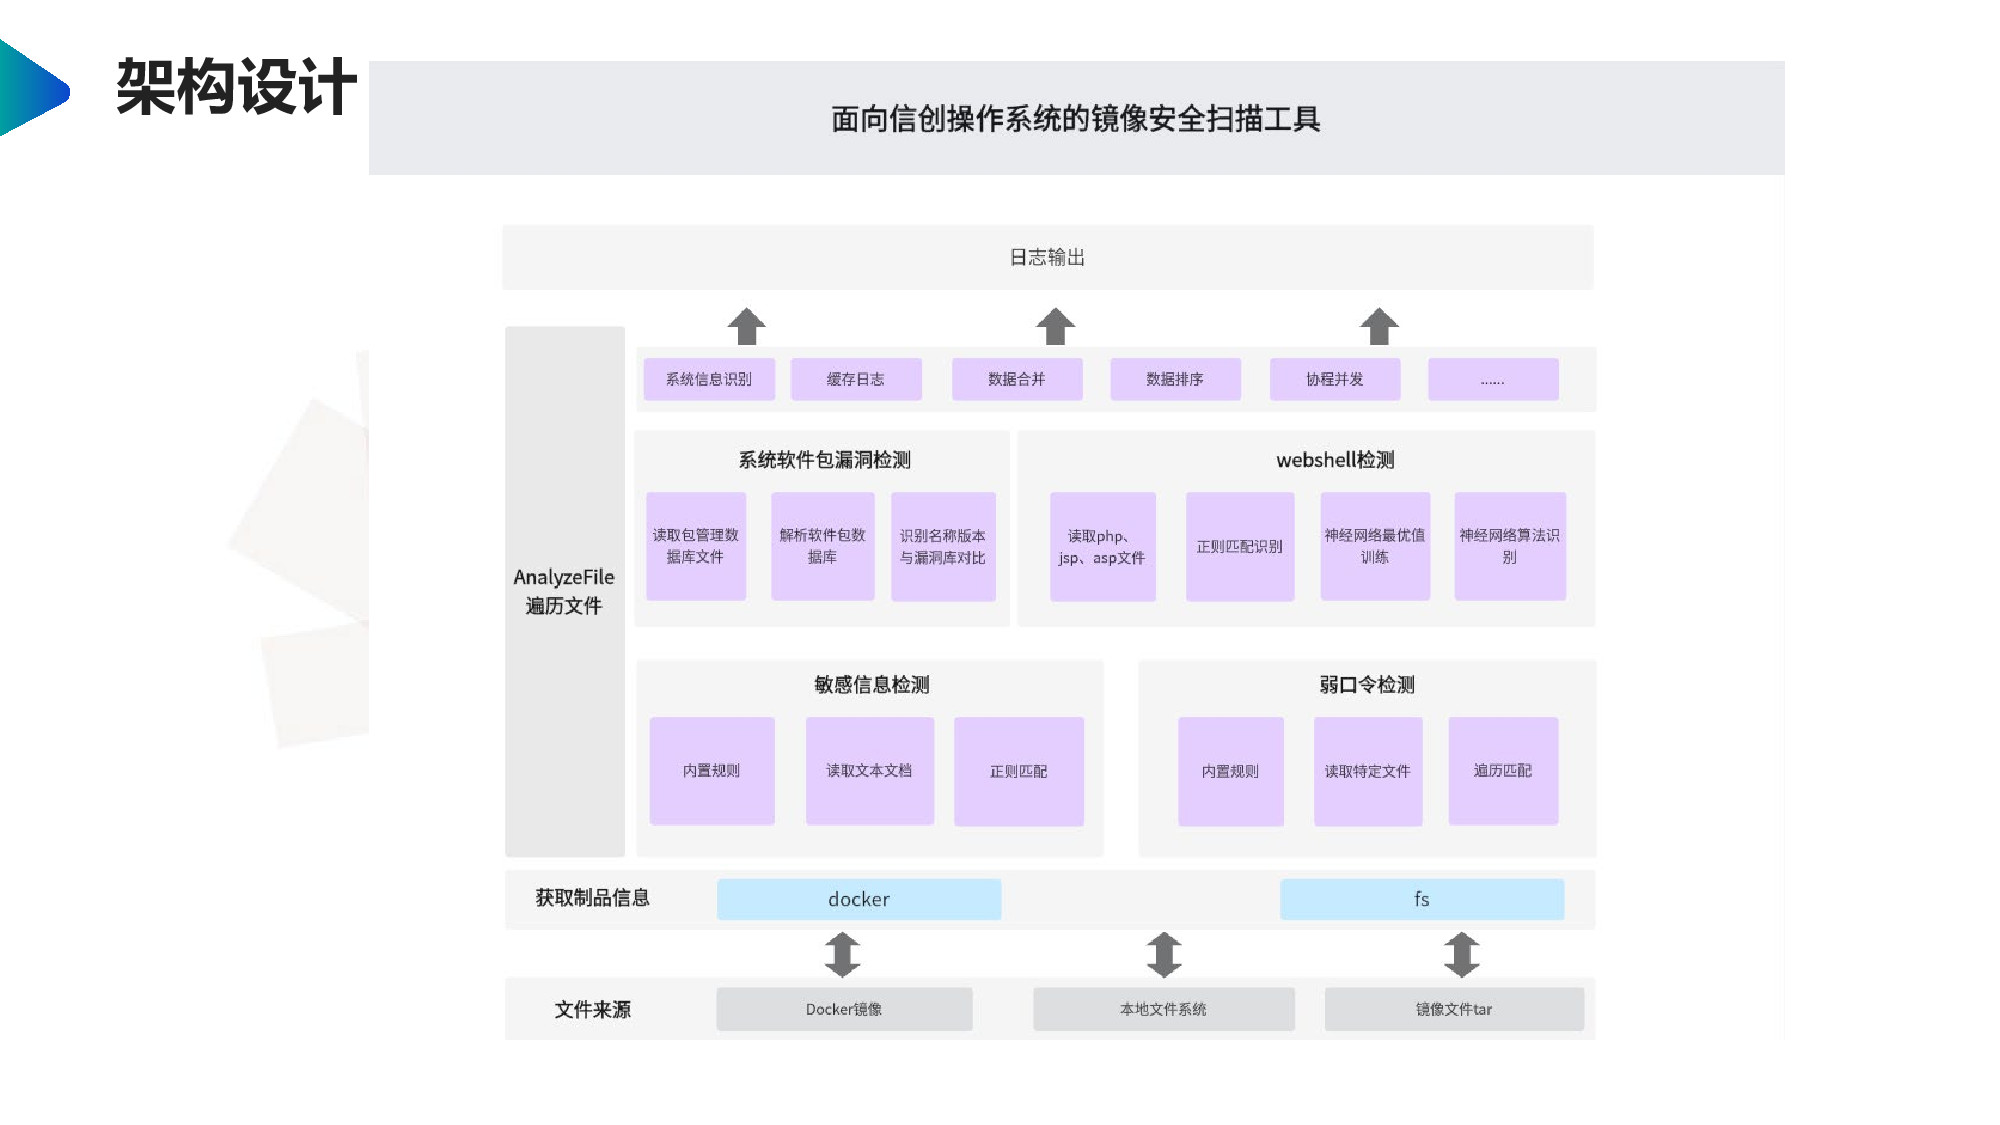 架构设计
面向信创操作系统的镜像安全扫描工具
日志输出
系统信息识别
缓存日志
数据合并
数据排序
协程并发
......
AnalyzeFile
遍历文件
系统软件包漏洞检测
读取包管理数
据库文件
解析软件包数
据库
识别名称版本
与漏洞库对比
webshell检测
读取php、
jsp、asp文件
正则匹配识别
神经网络最优值
训练
神经网络算法识
别
敏感信息检测
内置规则
读取文本文档
正则匹配
弱口令检测
内置规则
读取特定文件
遍历匹配
获取制品信息
docker
fs
文件来源
Docker镜像
本地文件系统
镜像文件tar